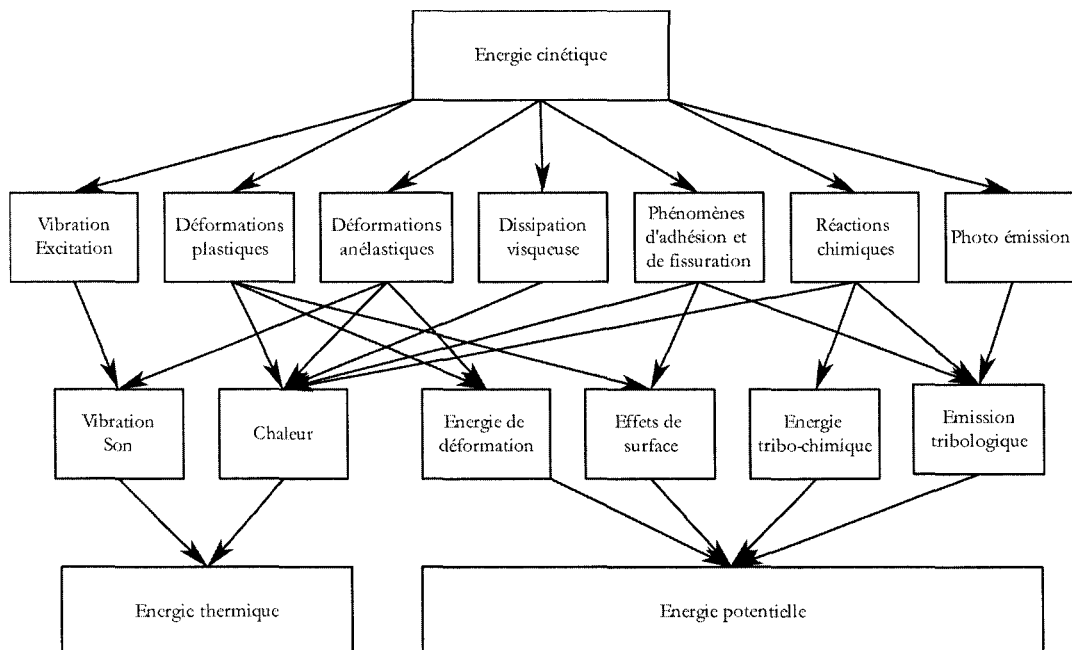 Energie cinétique
Vibration
Excitation
Déformations
plastiques
Déformations
anélastiques
Dissipation
visqueuse
Phénomènes
d'adhésion et
de fissuration
Réactions
chimiques
Photo émission
Vibration
Son
Chaleur
Energie de
déformation
Effets de
surface
Energie
tribo-chimique
Emission
tribologique
Energie thermique
Energie potentielle